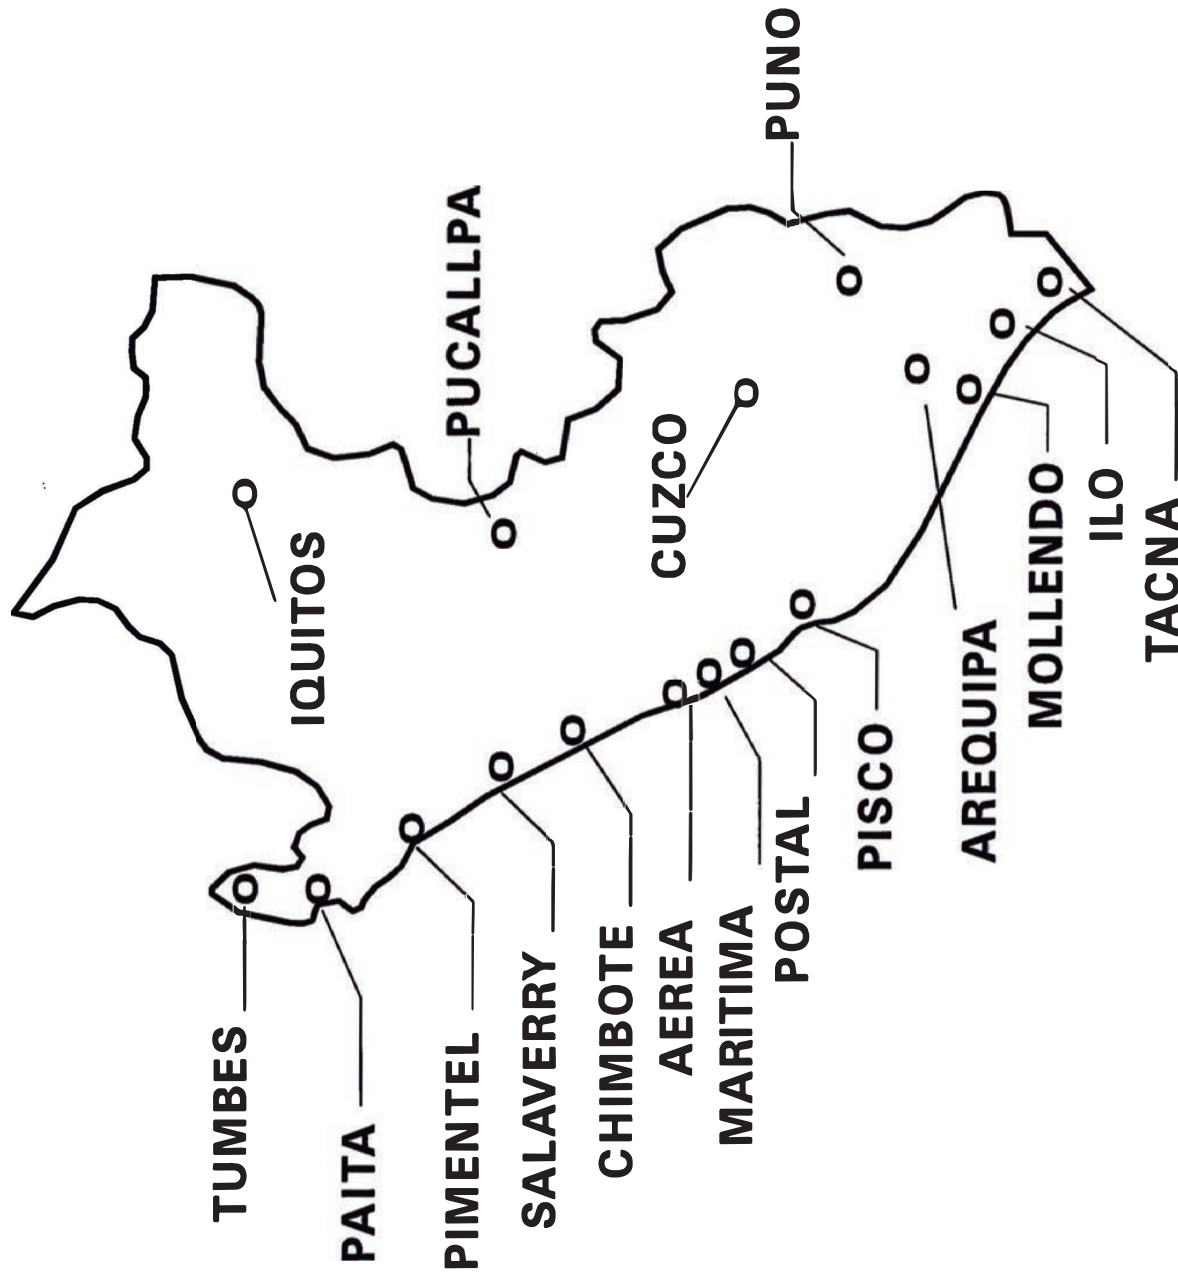 TUMBES
PAITA
PIMENTEL
SALAVERRY
CHIMBOTE
AEREA
MARITIMA
POSTAL
PISCO
AREQUIPA
MOLLENDO
ILO
TACNA
IQUITOS
PUCALLPA
CUZCO
PUNO